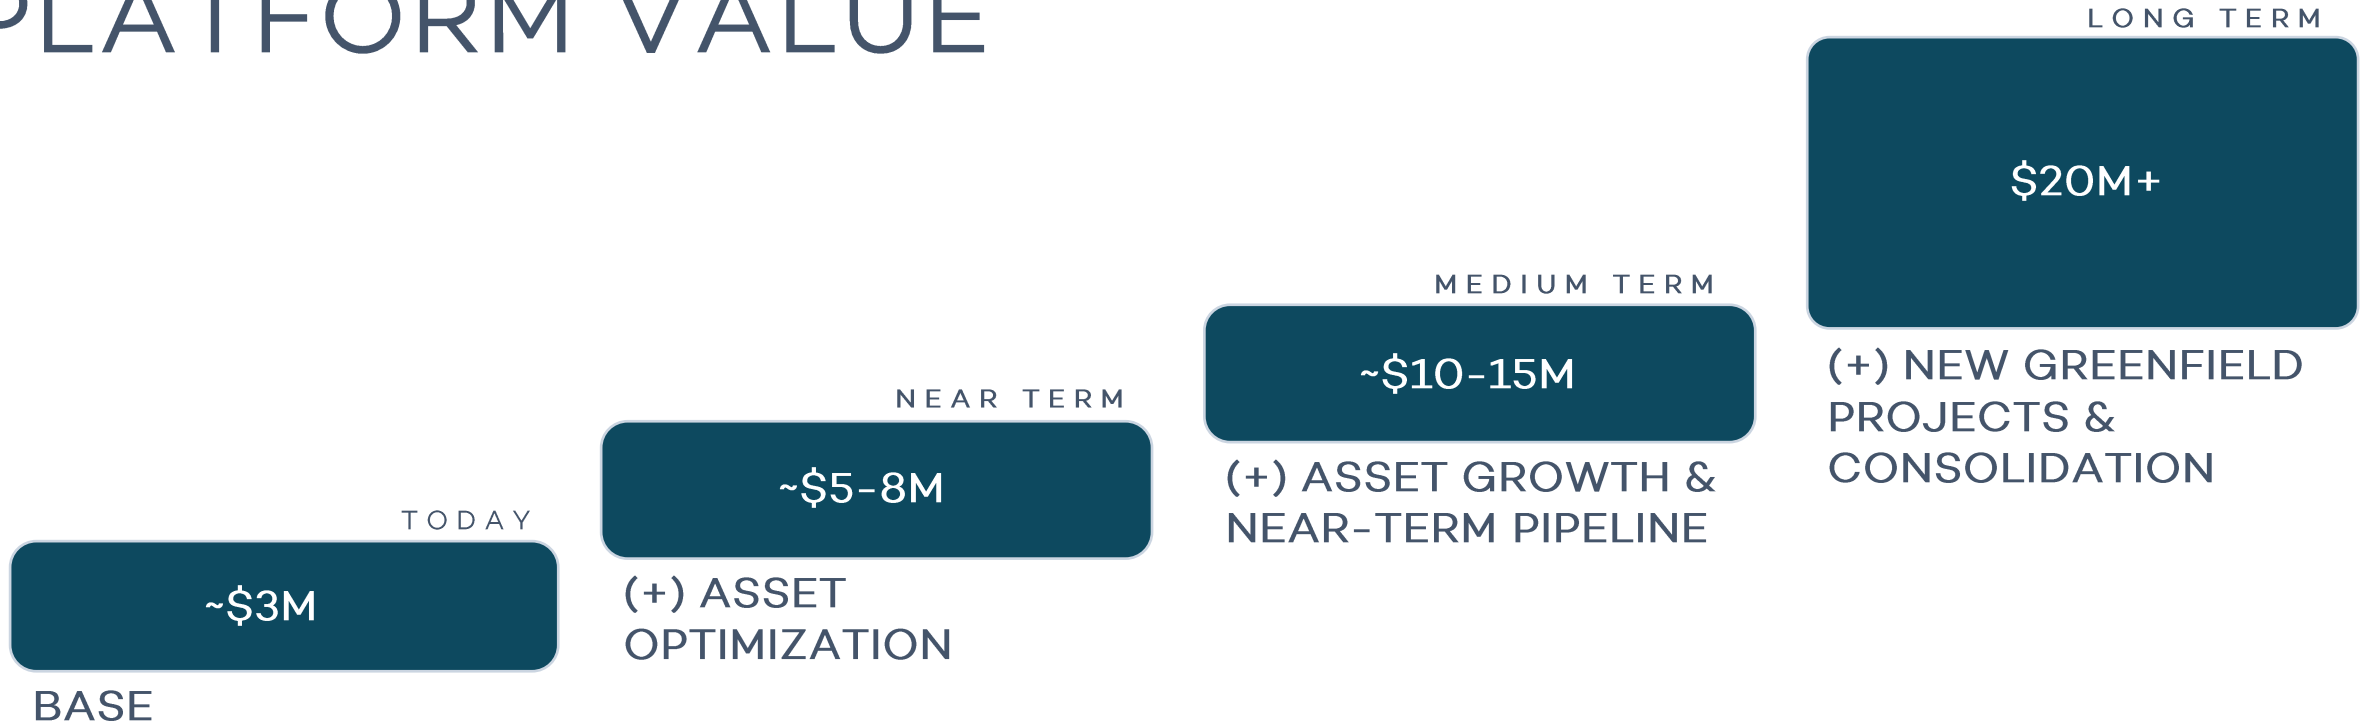 PLATFORM VALUE
TODAY
~$3M
BASE
NEAR TERM
~$5-8M
(+) ASSET
OPTIMIZATION
MEDIUM TERM
~$10-15M
(+) ASSET GROWTH &
NEAR-TERM PIPELINE
LONG TERM
$20M+
(+) NEW GREENFIELD
PROJECTS &
CONSOLIDATION